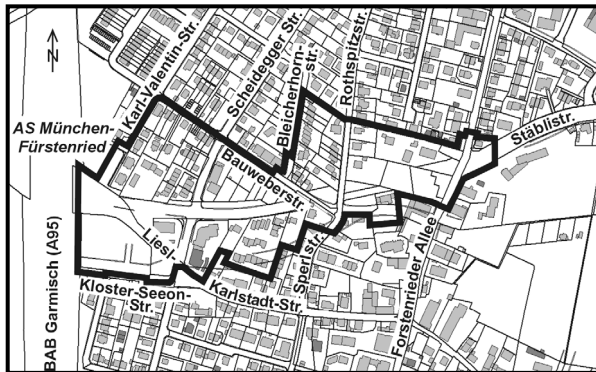 N
Karl-Valentin-Str.
Scheidegger Str.
Bleicherhorn-
str.
Rothspitzstr.
AS München-
Fürstenried
Stäblistr.
Bauweberstr.
Liesl-
Karlstadt-Str.
Sperlstr.
Forstenrieder Allee
Kloster-Seeon-
Str.
BAB Garmisch (A95)